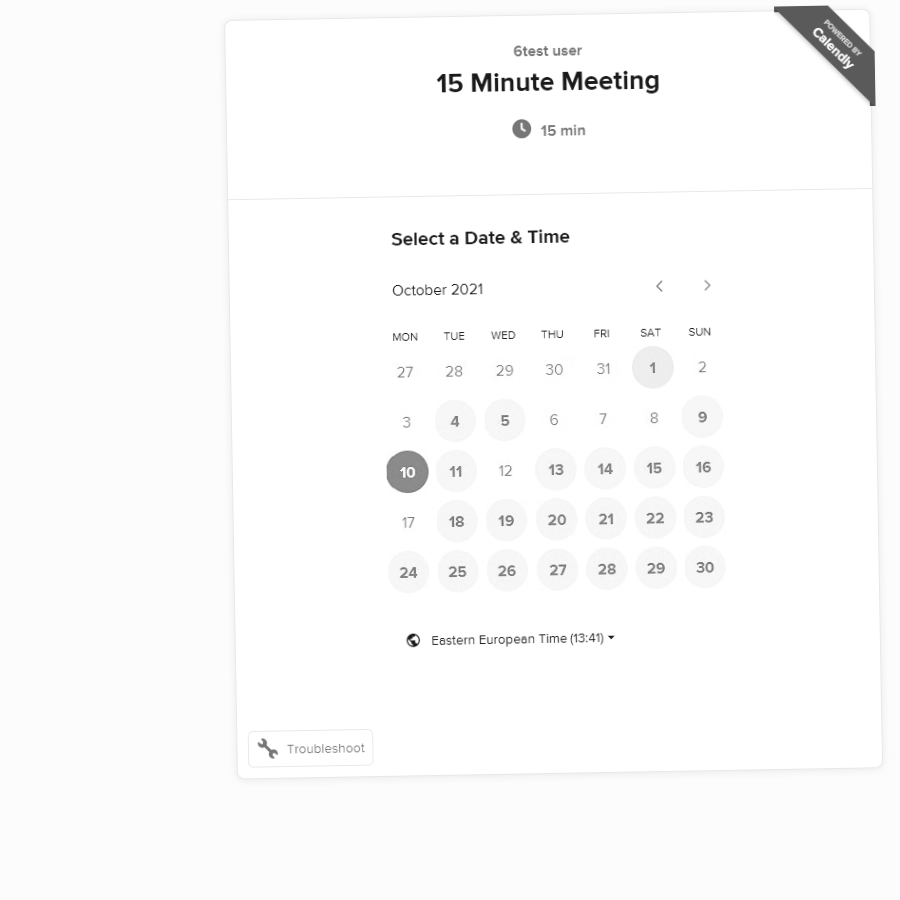 POWERED BY
Calendly
6test user
15 Minute Meeting
15 min
Select a Date & Time
October 2021
MON TUE WED THU FRI SAT SUN
27 28 29 30 31 1 2
3 4 5 6 7 8 9
10 11 12 13 14 15 16
17 18 19 20 21 22 23
24 25 26 27 28 29 30
Eastern European Time (13:41)
Troubleshoot